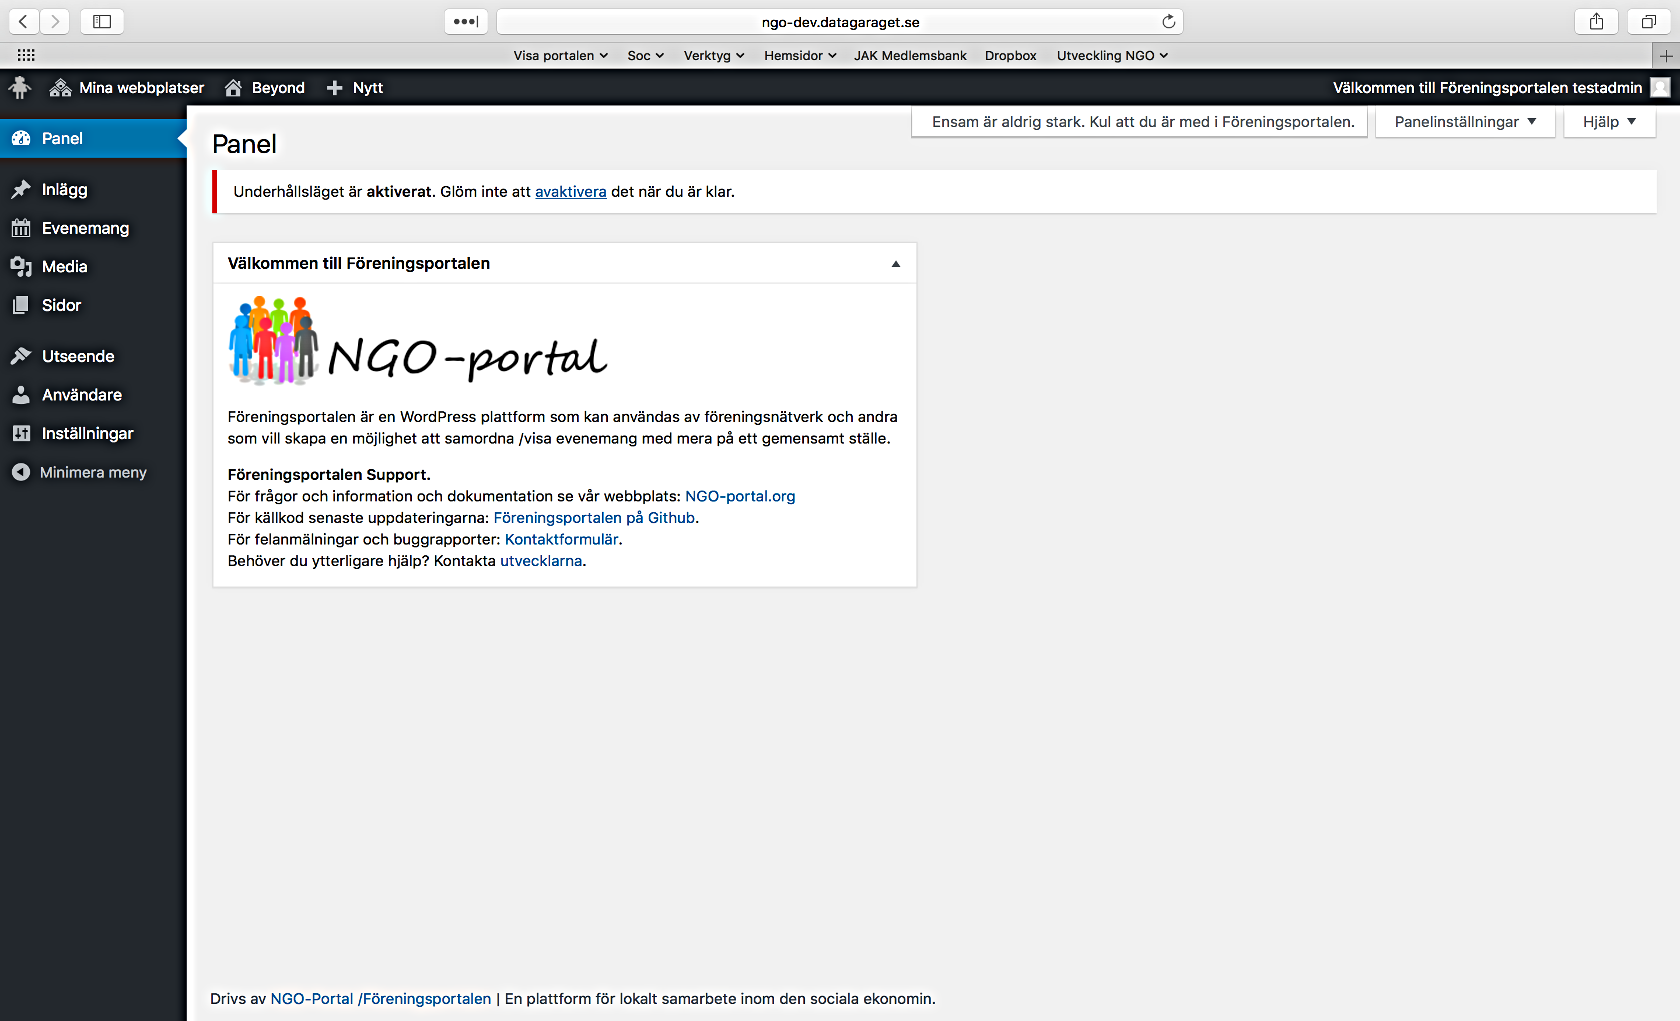 ngo-dev.datagaraget.se
Visa portalen Soc Verktyg Hemsidor JAK Medlemsbank Dropbox Utveckling NGO
Mina webbplatser Beyond Nytt Välkommen till Föreningsportalen testadmin
Ensam är aldrig stark. Kul att du är med i Föreningsportalen. Panelinställningar Hjälp
Panel
Inlägg
Evenemang
Media
Sidor
Utseende
Användare
Inställningar
Minimera meny
Panel
Underhållsläget är aktiverat. Glöm inte att avaktivera det när du är klar.
Välkommen till Föreningsportalen
NGO-portal
Föreningsportalen är en WordPress plattform som kan användas av föreningsnätverk och andra
som vill skapa en möjlighet att samordna /visa evenemang med mera på ett gemensamt ställe.
Föreningsportalen Support.
För frågor och information och dokumentation se vår webbplats: NGO-portal.org
För källkod senaste uppdateringarna: Föreningsportalen på Github.
För felanmälningar och buggrapporter: Kontaktformulär.
Behöver du ytterligare hjälp? Kontakta utvecklarna.
Drivs av NGO-Portal /Föreningsportalen | En plattform för lokalt samarbete inom den sociala ekonomin.